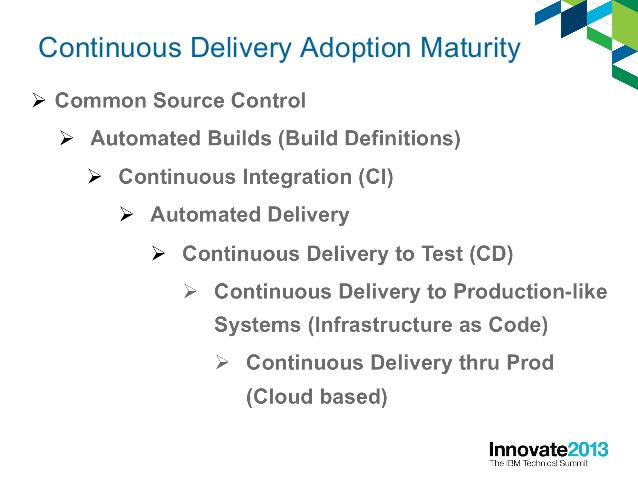 Continuous Delivery Adoption Maturity
Common Source Control
Automated Builds (Build Definitions)
Continuous Integration (CI)
Automated Delivery
Continuous Delivery to Test (CD)
Continuous Delivery to Production-like
Systems (Infrastructure as Code)
Continuous Delivery thru Prod
(Cloud based)
Innovate2013
The IBM Technical Summit